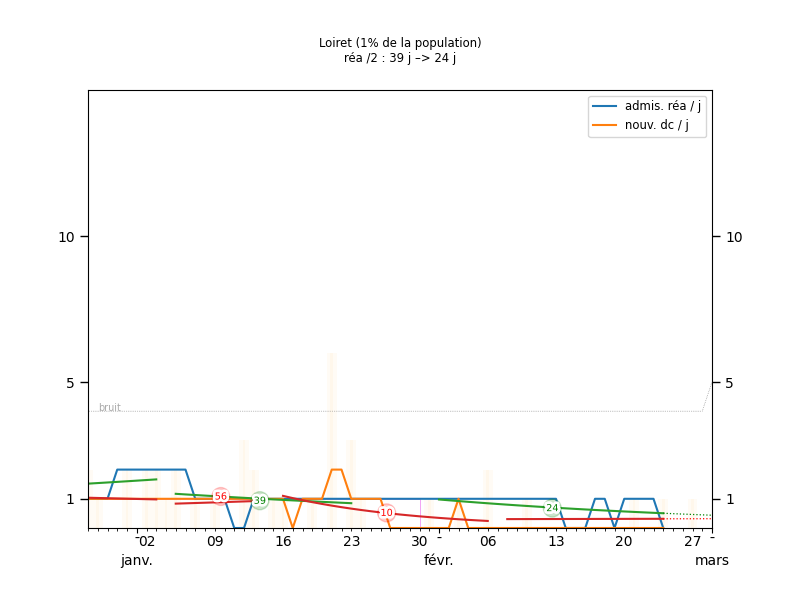 Loiret (1% de la population)
réa /2 : 39 j –> 24 j
admis. réa / j
nouv. dc / j
10 10
5 5
bruit
1 1
56
39
10
24
02 09 16 23 30 06 13 20 27
janv. févr. mars